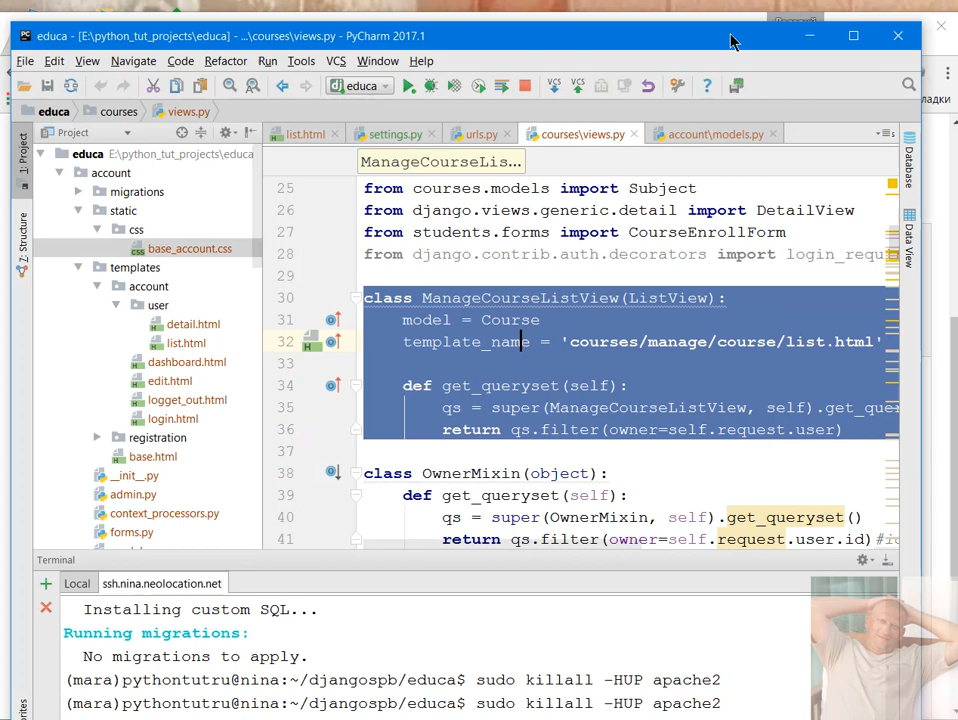 educa - [E:\python_tut_projects\educa] - ...\courses\views.py - PyCharm 2017.1
File Edit View Navigate Code Refactor Run Tools VCS Window Help
educa
educa courses views.py
ладки
1: Project
Project
list.html settings.py urls.py courses\views.py account\models.py
ManageCourseLis...
educa E:\python_tut_projects\educa
account
migrations
static
css
base_account.css
templates
account
user
detail.html
list.html
dashboard.html
edit.html
logget_out.html
login.html
registration
base.html
__init__.py
admin.py
context_processors.py
forms.py
Z: Structure
25 from courses.models import Subject
26 from django.views.generic.detail import DetailView
27 from students.forms import CourseEnrollForm
28 from django.contrib.auth.decorators import login_requi
29
30 class ManageCourseListView(ListView):
31 model = Course
32 template_name = 'courses/manage/course/list.html'
34 def get_queryset(self):
35 qs = super(ManageCourseListView, self).get_que
36 return qs.filter(owner=self.request.user)
37
38 class OwnerMixin(object):
39 def get_queryset(self):
40 qs = super(OwnerMixin, self).get_queryset()
41 return qs.filter(owner=self.request.user.id)
Database
Data View
Terminal
Local ssh.nina.neolocation.net
Installing custom SQL...
Running migrations:
No migrations to apply.
(mara)pythontutru@nina:~/djangospb/educa$ sudo killall -HUP apache2
(mara)pythontutru@nina:~/djangospb/educa$ sudo killall -HUP apache2